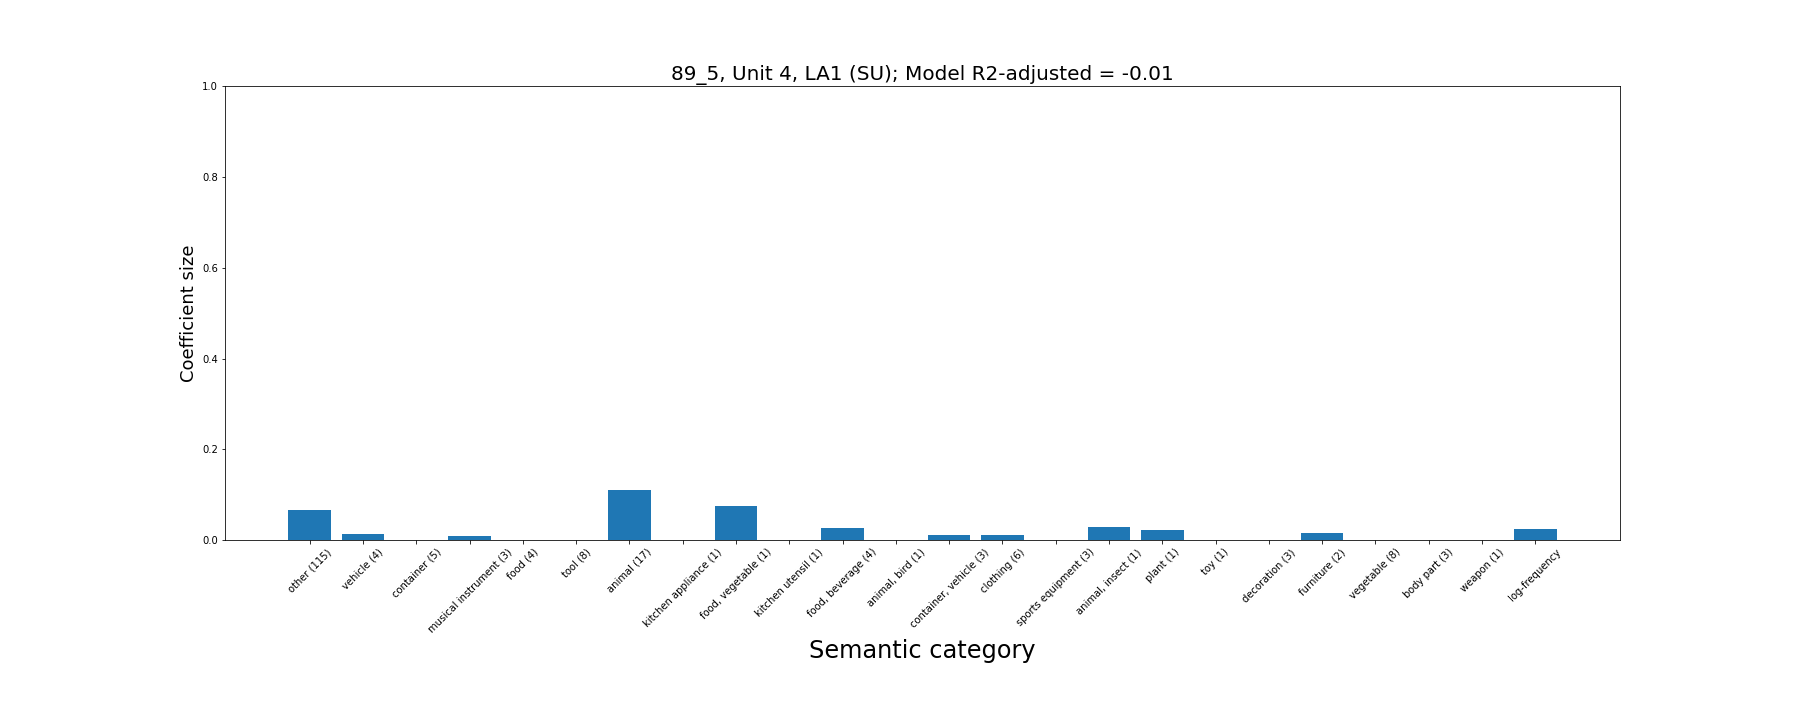 89_5, Unit 4, LA1 (SU); Model R2-adjusted = -0.01
1.0
0.8
0.6
0.4
0.2
0.0
Coefficient size
other (115)
vehicle (4)
container (5)
musical instrument (3)
food (4)
tool (8)
animal (17)
kitchen appliance (1)
food, vegetable (1)
kitchen utensil (1)
food, beverage (4)
animal, bird (1)
container, vehicle (3)
clothing (6)
sports equipment (3)
animal, insect (1)
plant (1)
toy (1)
decoration (3)
furniture (2)
vegetable (8)
body part (3)
weapon (1)
log-frequency
Semantic category